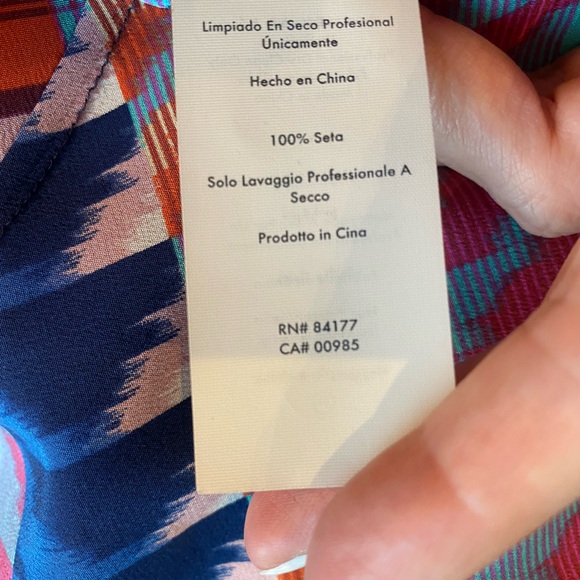 Limpiado En Seco Profesional
Únicamente
Hecho en China
100% Seta
Solo Lavaggio Professionale A
Secco
Prodotto in Cina
RN# 84177
CA# 00985